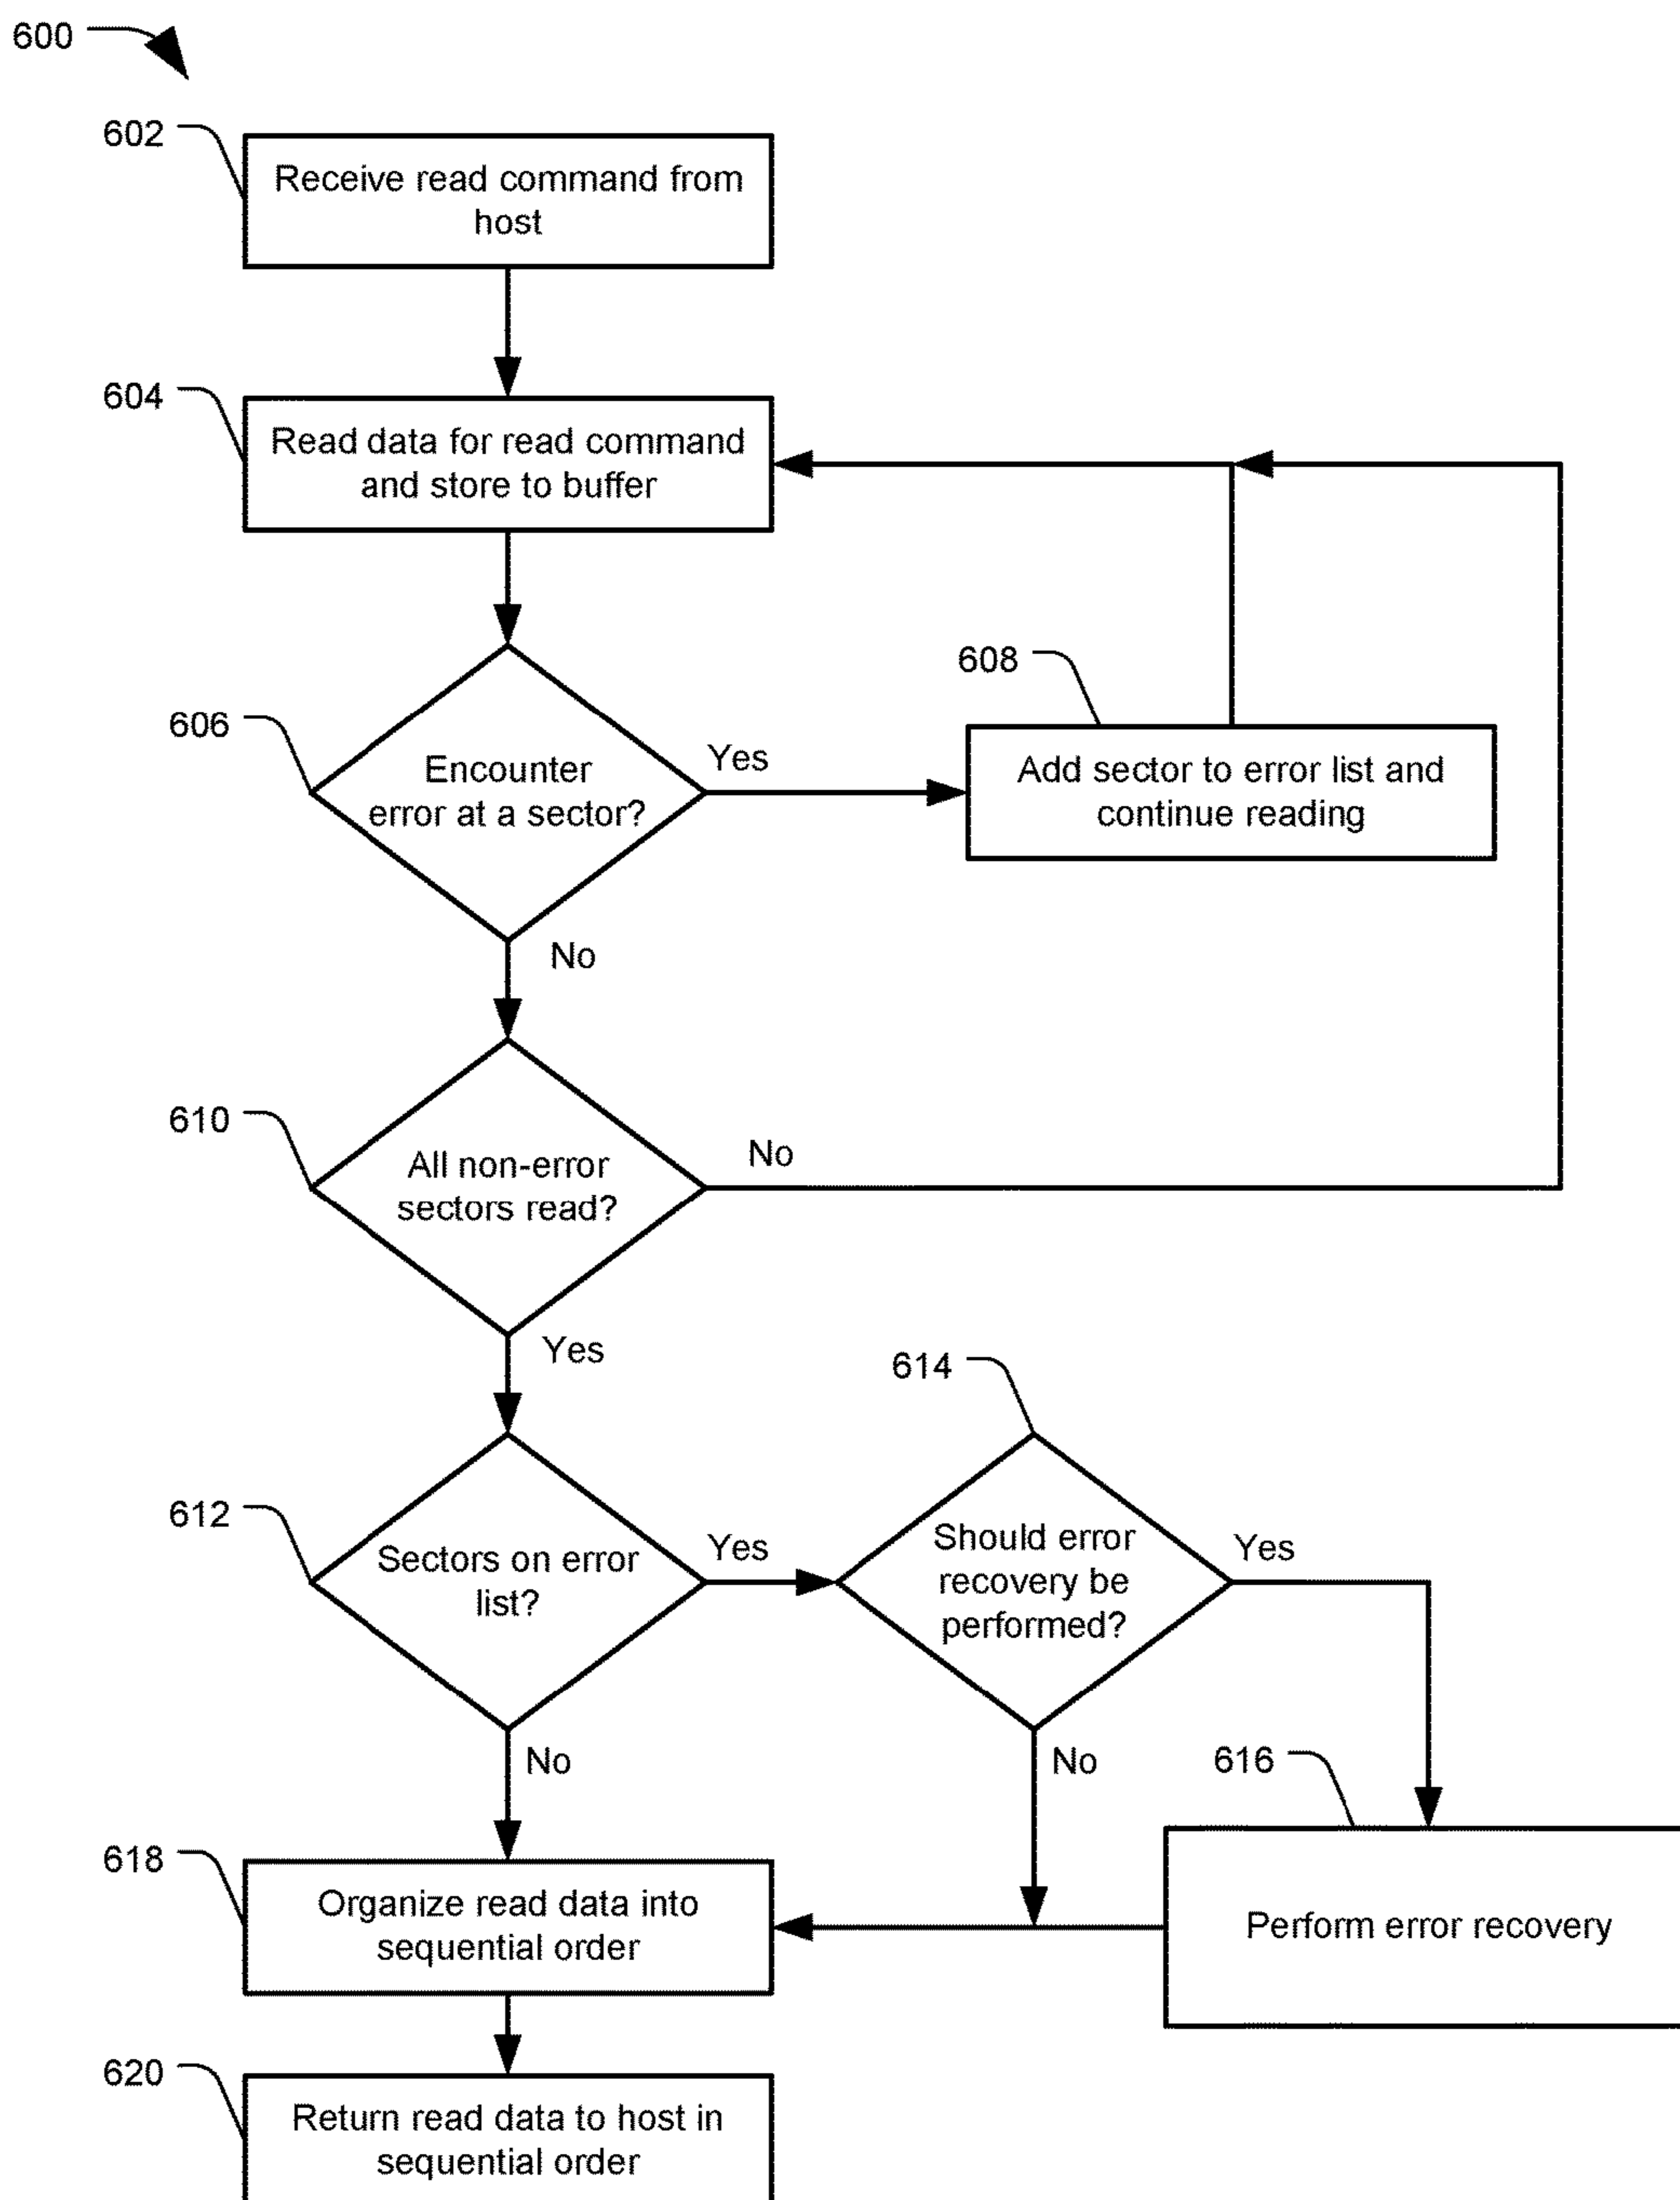 600
602
Receive read command from
host
604
Read data for read command
and store to buffer
606
Encounter
error at a sector?
Yes
608
Add sector to error list and
continue reading
No
610
All non-error
sectors read?
No
Yes
612
Sectors on error
list?
Yes
614
Should error
recovery be
performed?
Yes
No
No
616
Perform error recovery
618
Organize read data into
sequential order
620
Return read data to host in
sequential order